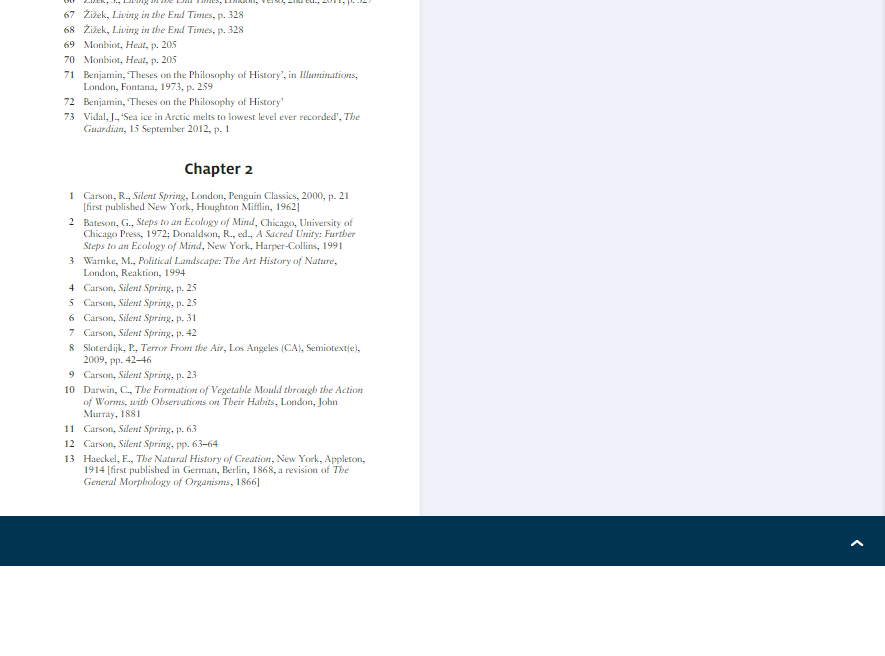 67 Žižek, Living in the End Times, p. 328
68 Žižek, Living in the End Times, p. 328
69 Monbiot, Heat, p. 205
70 Monbiot, Heat, p. 205
71 Benjamin, ‘Theses on the Philosophy of History’, in Illuminations,
London, Fontana, 1973, p. 259
72 Benjamin, ‘Theses on the Philosophy of History’
73 Vidal, J., ‘Sea ice in Arctic melts to lowest level ever recorded’, The
Guardian, 15 September 2012, p. 1
Chapter 2
1 Carson, R., Silent Spring, London, Penguin Classics, 2000, p. 21
[first published New York, Houghton Mifflin, 1962]
2 Bateson, G., Steps to an Ecology of Mind, Chicago, University of
Chicago Press, 1972; Donaldson, R., ed., A Sacred Unity: Further
Steps to an Ecology of Mind, New York, Harper-Collins, 1991
3 Warnke, M., Political Landscape: The Art History of Nature,
London, Reaktion, 1994
4 Carson, Silent Spring, p. 25
5 Carson, Silent Spring, p. 25
6 Carson, Silent Spring, p. 31
7 Carson, Silent Spring, p. 42
8 Sloterdijk, P., Terror From the Air, Los Angeles (CA), Semiotext(e),
2009, pp. 42–46
9 Carson, Silent Spring, p. 23
10 Darwin, C., The Formation of Vegetable Mould through the Action
of Worms, with Observations on Their Habits, London, John
Murray, 1881
11 Carson, Silent Spring, p. 63
12 Carson, Silent Spring, pp. 63–64
13 Haeckel, E., The Natural History of Creation, New York, Appleton,
1914 [first published in German, Berlin, 1868, a revision of The
General Morphology of Organisms, 1866]